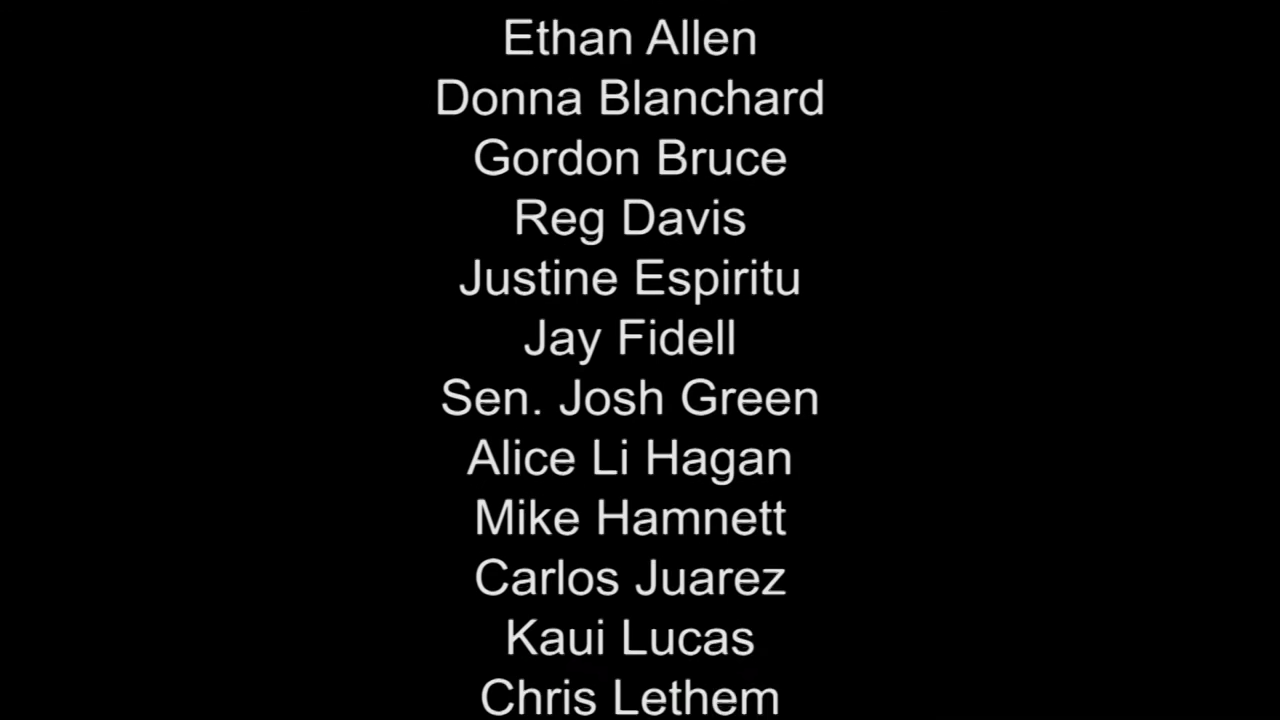 Ethan Allen
Donna Blanchard
Gordon Bruce
Reg Davis
Justine Espiritu
Jay Fidell
Sen. Josh Green
Alice Li Hagan
Mike Hamnett
Carlos Juarez
Kaui Lucas
Chris Lethem